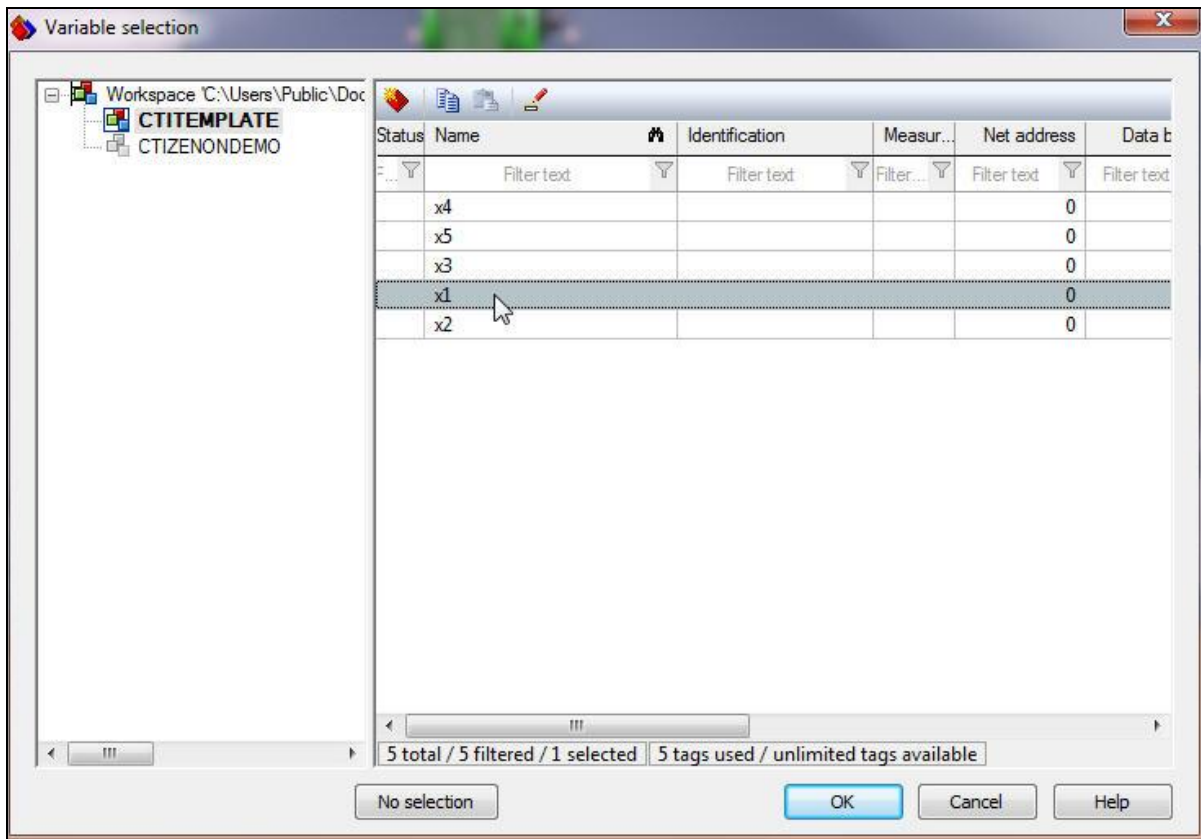 Variable selection
Workspace 'C:\Users\Public\Doc
CTITEMPLATE
CTIZENONDEMO
Status Name Identification Measur... Net address Data b
F... Filter text Filter text Filter... Filter text Filter text
x4 0
x5 0
x3 0
x1 0
x2 0
5 total / 5 filtered / 1 selected 5 tags used / unlimited tags available
No selection OK Cancel Help